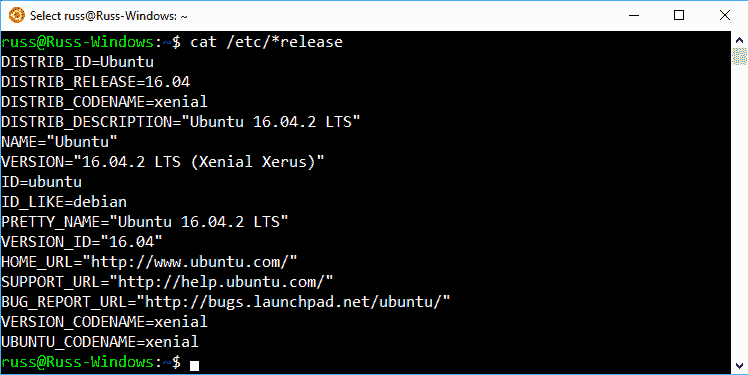 Select russ@Russ-Windows: ~
russ@Russ-Windows:~$ cat /etc/*release
DISTRIB_ID=Ubuntu
DISTRIB_RELEASE=16.04
DISTRIB_CODENAME=xenial
DISTRIB_DESCRIPTION="Ubuntu 16.04.2 LTS"
NAME="Ubuntu"
VERSION="16.04.2 LTS (Xenial Xerus)"
ID=ubuntu
ID_LIKE=debian
PRETTY_NAME="Ubuntu 16.04.2 LTS"
VERSION_ID="16.04"
HOME_URL="http://www.ubuntu.com/"
SUPPORT_URL="http://help.ubuntu.com/"
BUG_REPORT_URL="http://bugs.launchpad.net/ubuntu/"
VERSION_CODENAME=xenial
UBUNTU_CODENAME=xenial
russ@Russ-Windows:~$